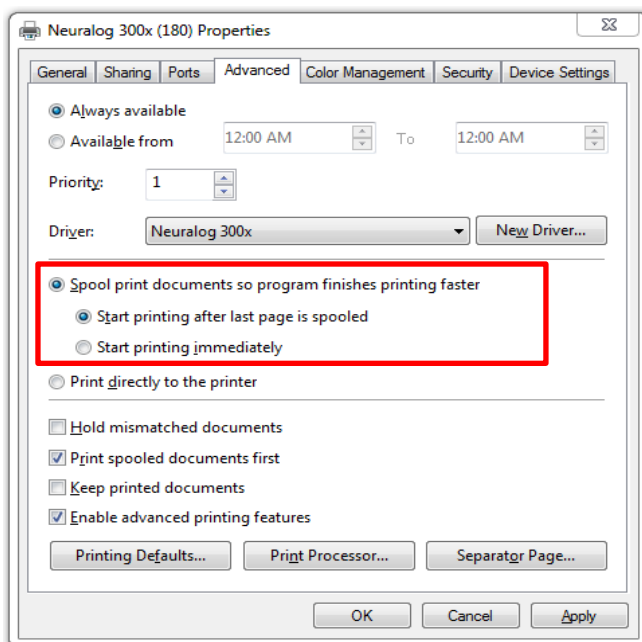 Neuralog 300x (180) Properties
General Sharing Ports Advanced Color Management Security Device Settings
Always available
Available from 12:00 AM To 12:00 AM
Priority: 1
Driver: Neuralog 300x New Driver...
Spool print documents so program finishes printing faster
Start printing after last page is spooled
Start printing immediately
Print directly to the printer
Hold mismatched documents
Print spooled documents first
Keep printed documents
Enable advanced printing features
Printing Defaults... Print Processor... Separator Page...
OK Cancel Apply